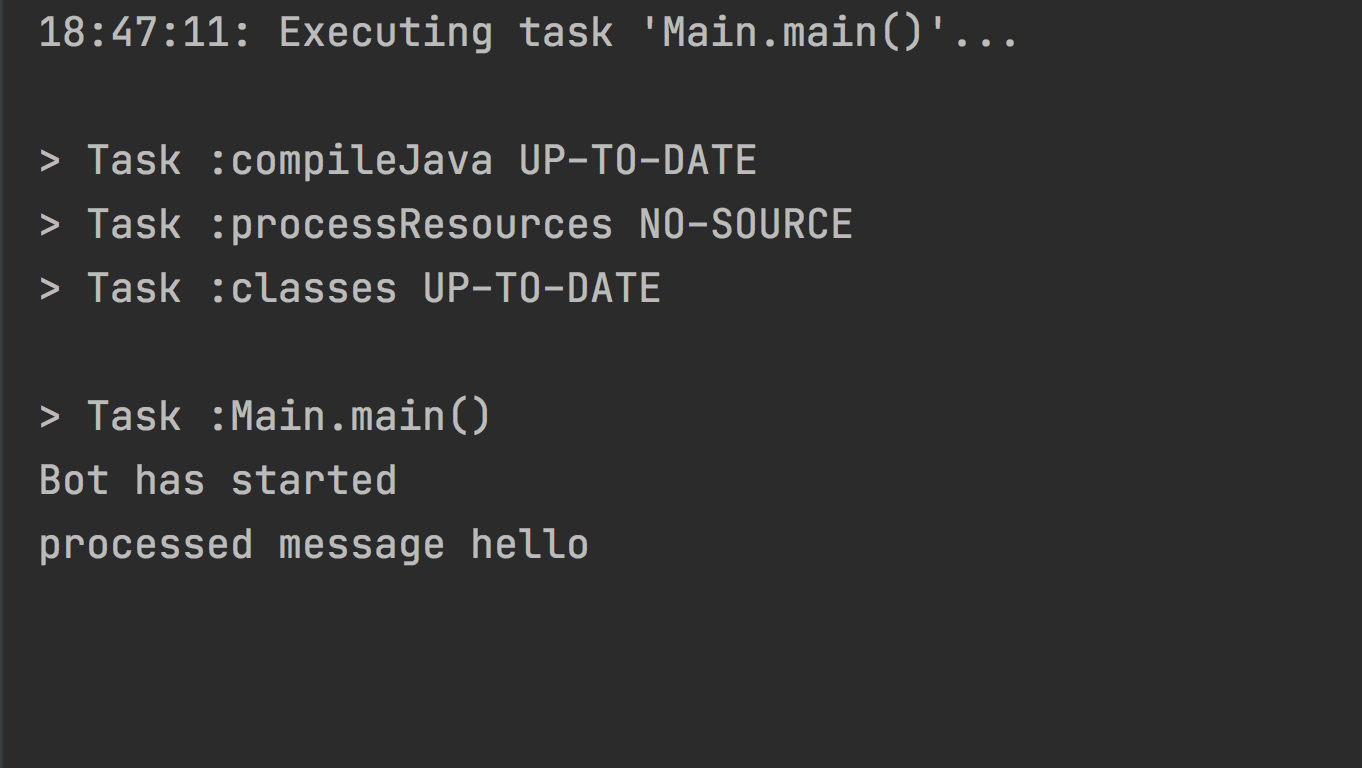 18:47:11: Executing task 'Main.main()'...
> Task :compileJava UP-TO-DATE
> Task :processResources NO-SOURCE
> Task :classes UP-TO-DATE
> Task :Main.main()
Bot has started
processed message hello